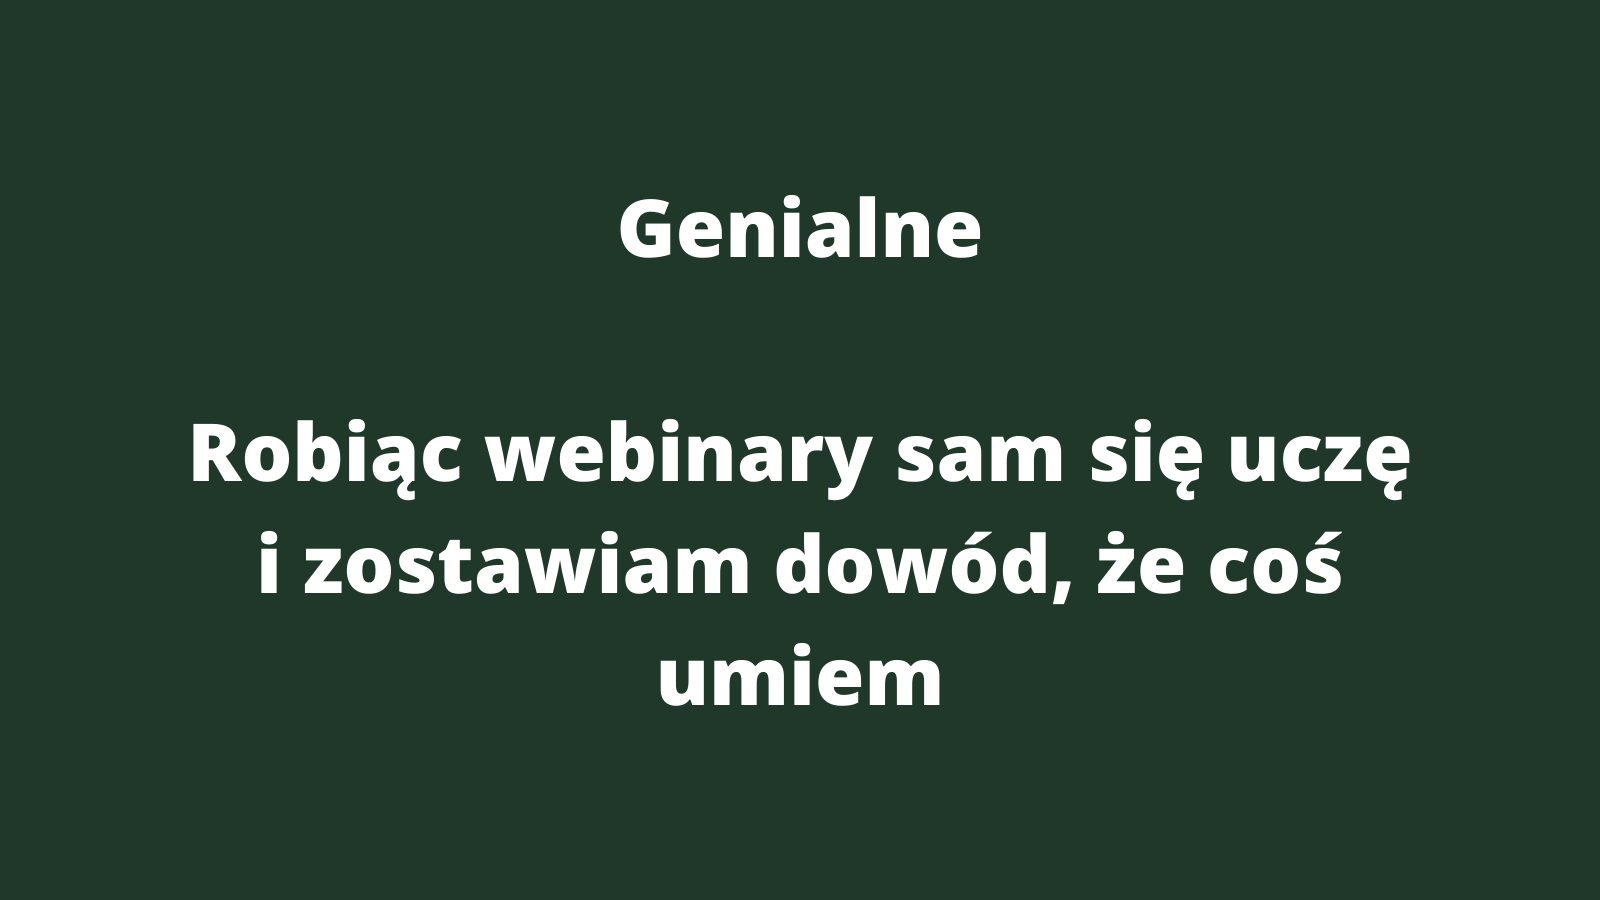 Genialne
Robiąc webinary sam się uczę
i zostawiam dowód, że coś
umiem